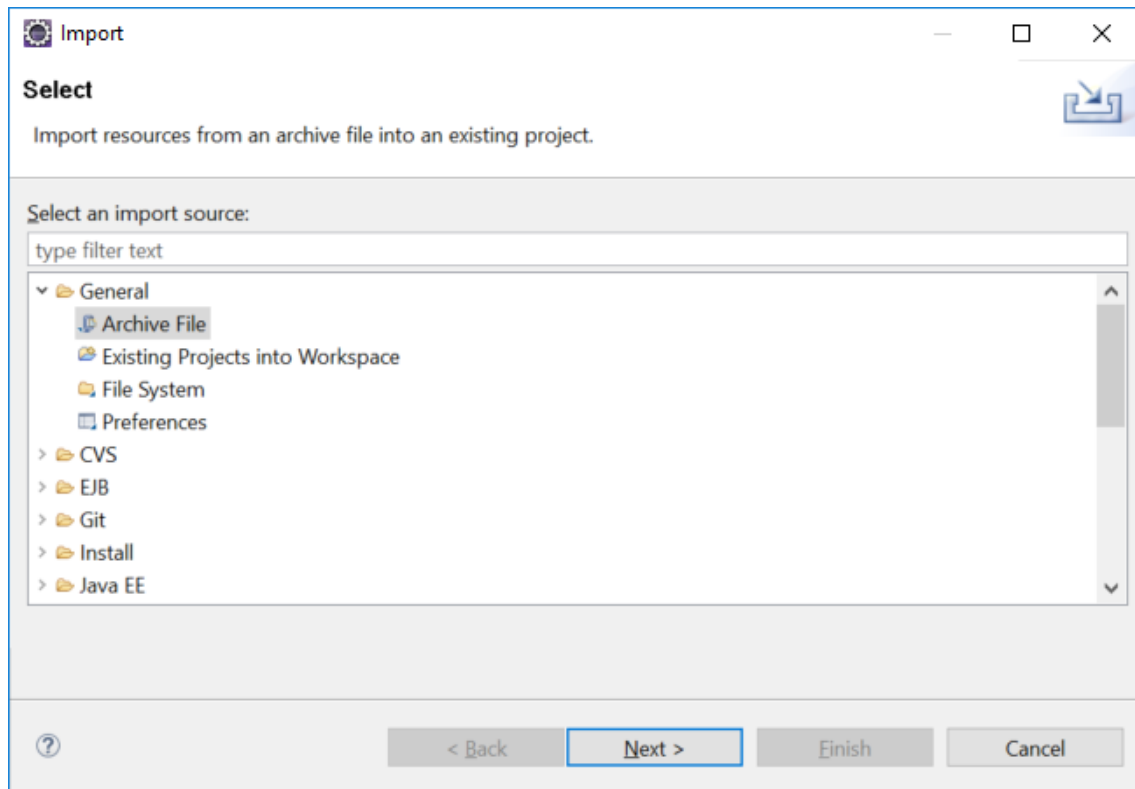 Import
Select
Import resources from an archive file into an existing project.
Select an import source:
type filter text
General
Archive File
Existing Projects into Workspace
File System
Preferences
CVS
EJB
Git
Install
Java EE
?
< Back Next > Finish Cancel